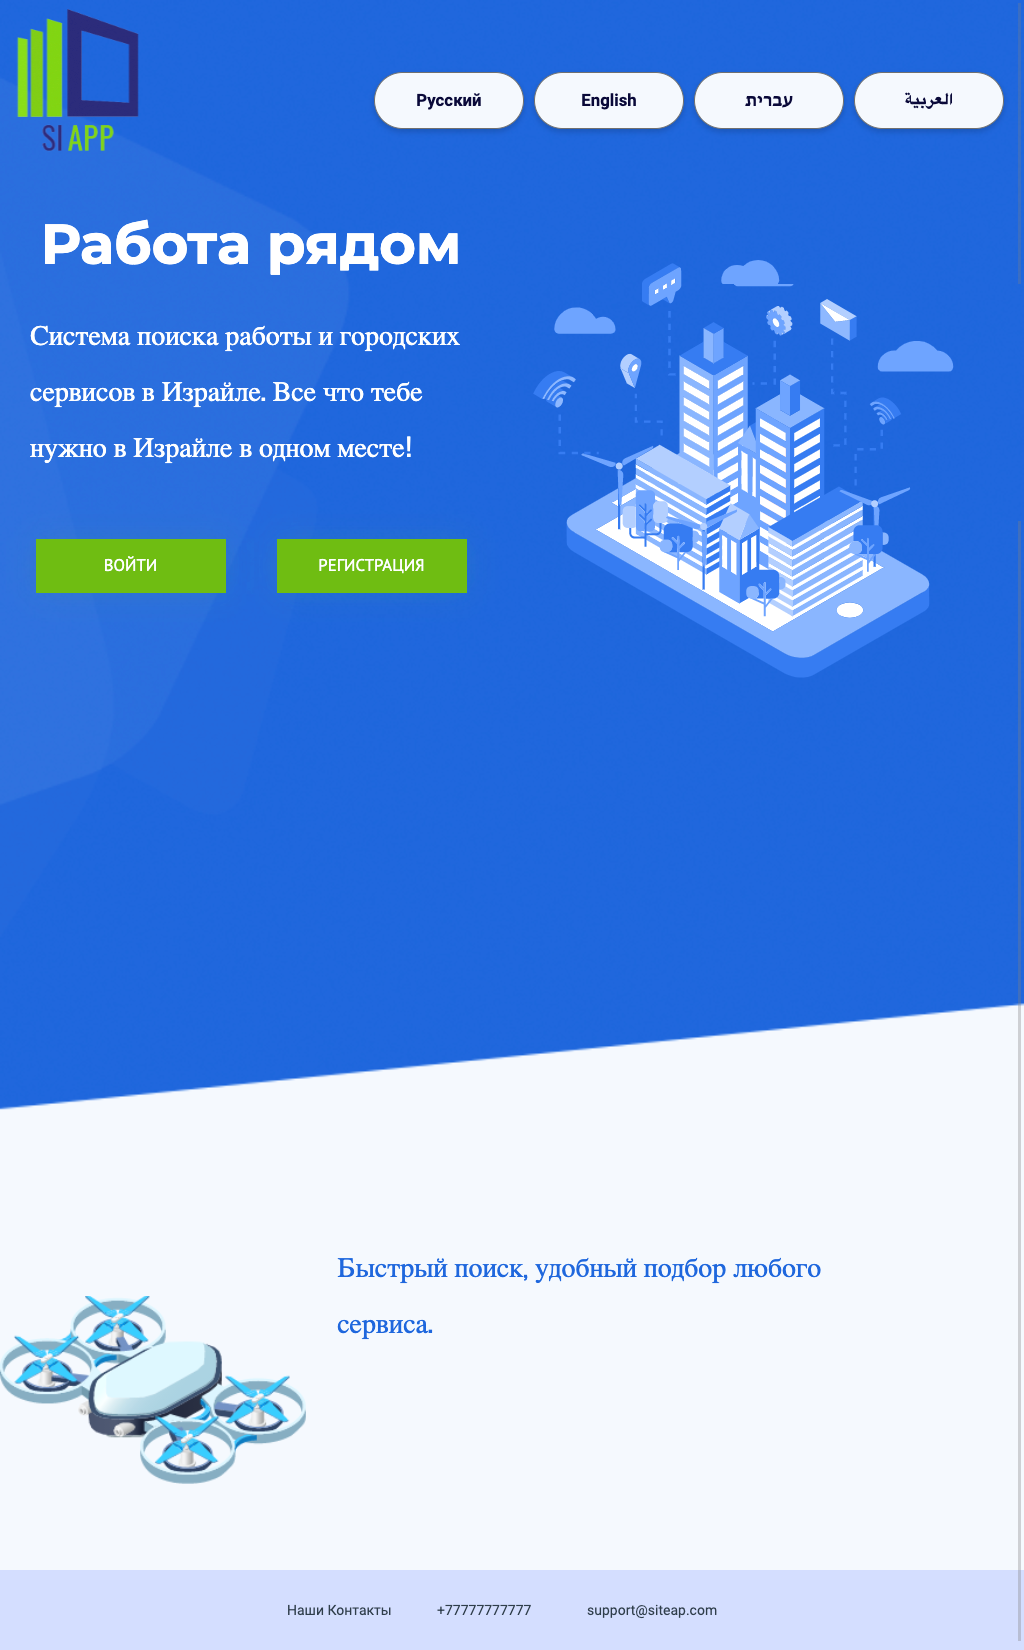 SI APP
Русский
English
עברית
العربية
Работа рядом
Система поиска работы и городских
сервисов в Израйле. Все что тебе
нужно в Израйле в одном месте!
ВОЙТИ
РЕГИСТРАЦИЯ
Быстрый поиск, удобный подбор любого
сервиса.
Наши Контакты
+77777777777
support@siteap.com